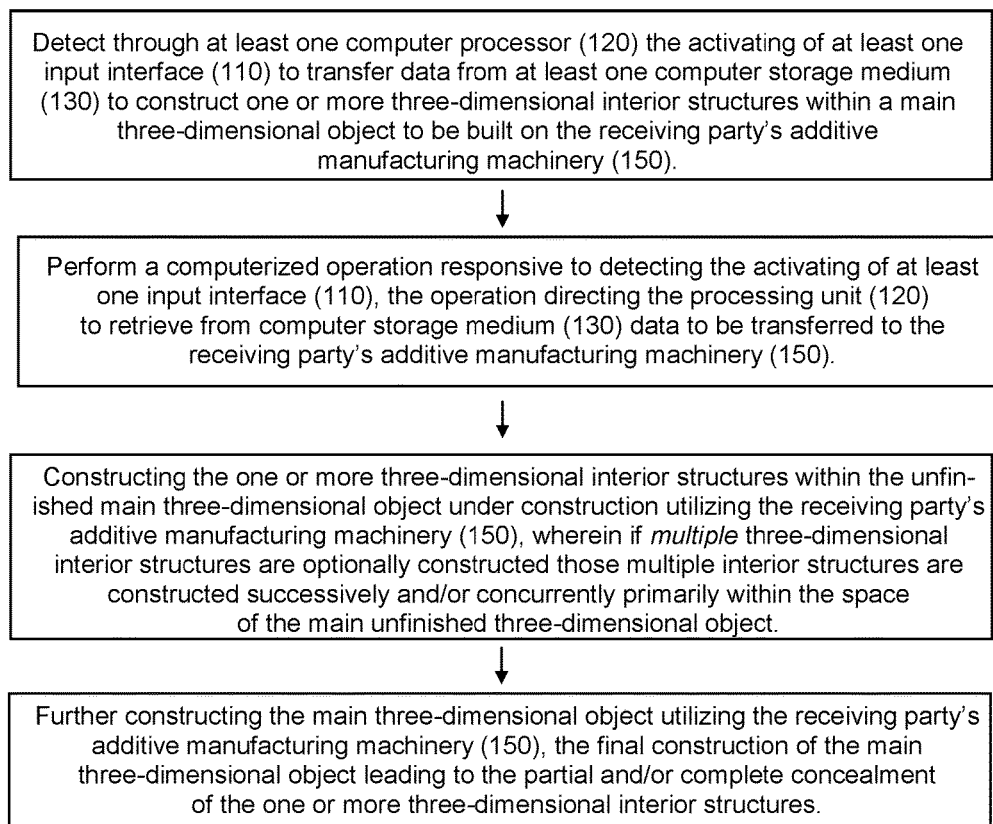 Detect through at least one computer processor (120) the activating of at least one
input interface (110) to transfer data from at least one computer storage medium
(130) to construct one or more three-dimensional interior structures within a main
three-dimensional object to be built on the receiving party's additive
manufacturing machinery (150).
Perform a computerized operation responsive to detecting the activating of at least
one input interface (110), the operation directing the processing unit (120)
to retrieve from computer storage medium (130) data to be transferred to the
receiving party's additive manufacturing machinery (150).
Constructing the one or more three-dimensional interior structures within the unfin-
ished main three-dimensional object under construction utilizing the receiving party's
additive manufacturing machinery (150), wherein if multiple three-dimensional
interior structures are optionally constructed those multiple interior structures are
constructed successively and/or concurrently primarily within the space
of the main unfinished three-dimensional object.
Further constructing the main three-dimensional object utilizing the receiving party's
additive manufacturing machinery (150), the final construction of the main
three-dimensional object leading to the partial and/or complete concealment
of the one or more three-dimensional interior structures.